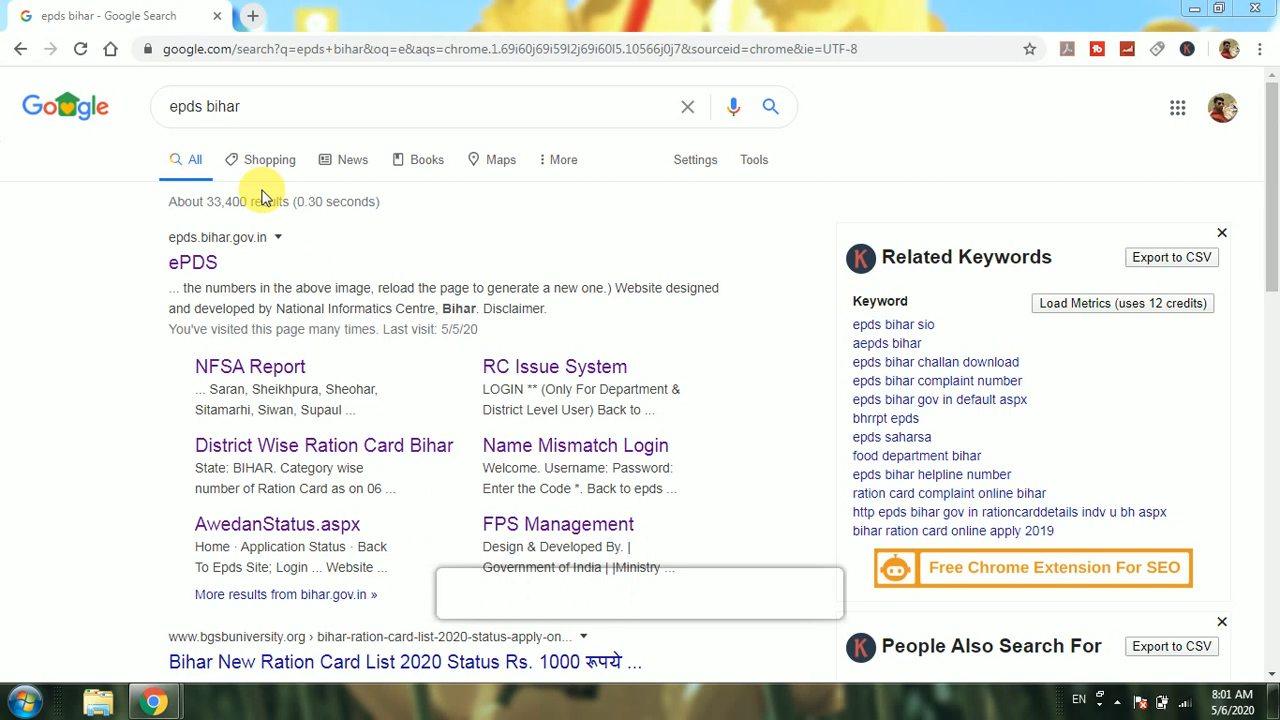 epds bihar - Google Search
google.com/search?q=epds+bihar&oq=e&aqs=chrome.1.69i60j69i59l2j69i60l5.10566j0j7&sourceid=chrome&ie=UTF-8
Google
epds bihar
All
Shopping
News
Books
Maps
More
Settings
Tools
About 33,400 results (0.30 seconds)
epds.bihar.gov.in
ePDS
... the numbers in the above image, reload the page to generate a new one.) Website designed
and developed by National Informatics Centre, Bihar. Disclaimer.
You've visited this page many times. Last visit: 5/5/20
NFSA Report
... Saran, Sheikhpura, Sheohar,
Sitamarhi, Siwan, Supaul ...
RC Issue System
LOGIN ** (Only For Department &
District Level User) Back to ...
District Wise Ration Card Bihar
State: BIHAR. Category wise
number of Ration Card as on 06 ...
Name Mismatch Login
Welcome. Username: Password:
Enter the Code *. Back to epds ...
AwedanStatus.aspx
Home · Application Status · Back
To Epds Site; Login ... Website ...
FPS Management
Design & Developed By. |
Government of India | |Ministry ...
More results from bihar.gov.in »
www.bgsbuniversity.org › bihar-ration-card-list-2020-status-apply-on...
Bihar New Ration Card List 2020 Status Rs. 1000 रूपये ...
K
Related Keywords
Export to CSV
Keyword
Load Metrics (uses 12 credits)
epds bihar sio
aepds bihar
epds bihar challan download
epds bihar complaint number
epds bihar gov in default aspx
bhrrpt epds
epds saharsa
food department bihar
epds bihar helpline number
ration card complaint online bihar
http epds bihar gov in rationcarddetails indv u bh aspx
bihar ration card online apply 2019
Free Chrome Extension For SEO
K
People Also Search For
Export to CSV
EN
8:01 AM
5/6/2020